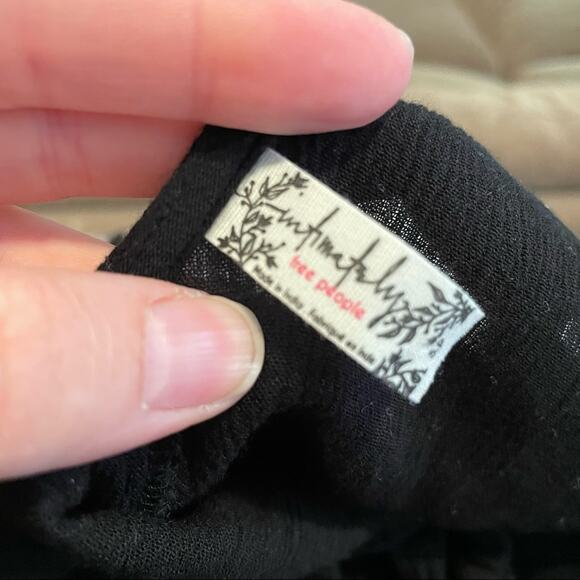 intimately
free people
Made in India · Fabriqué en Inde